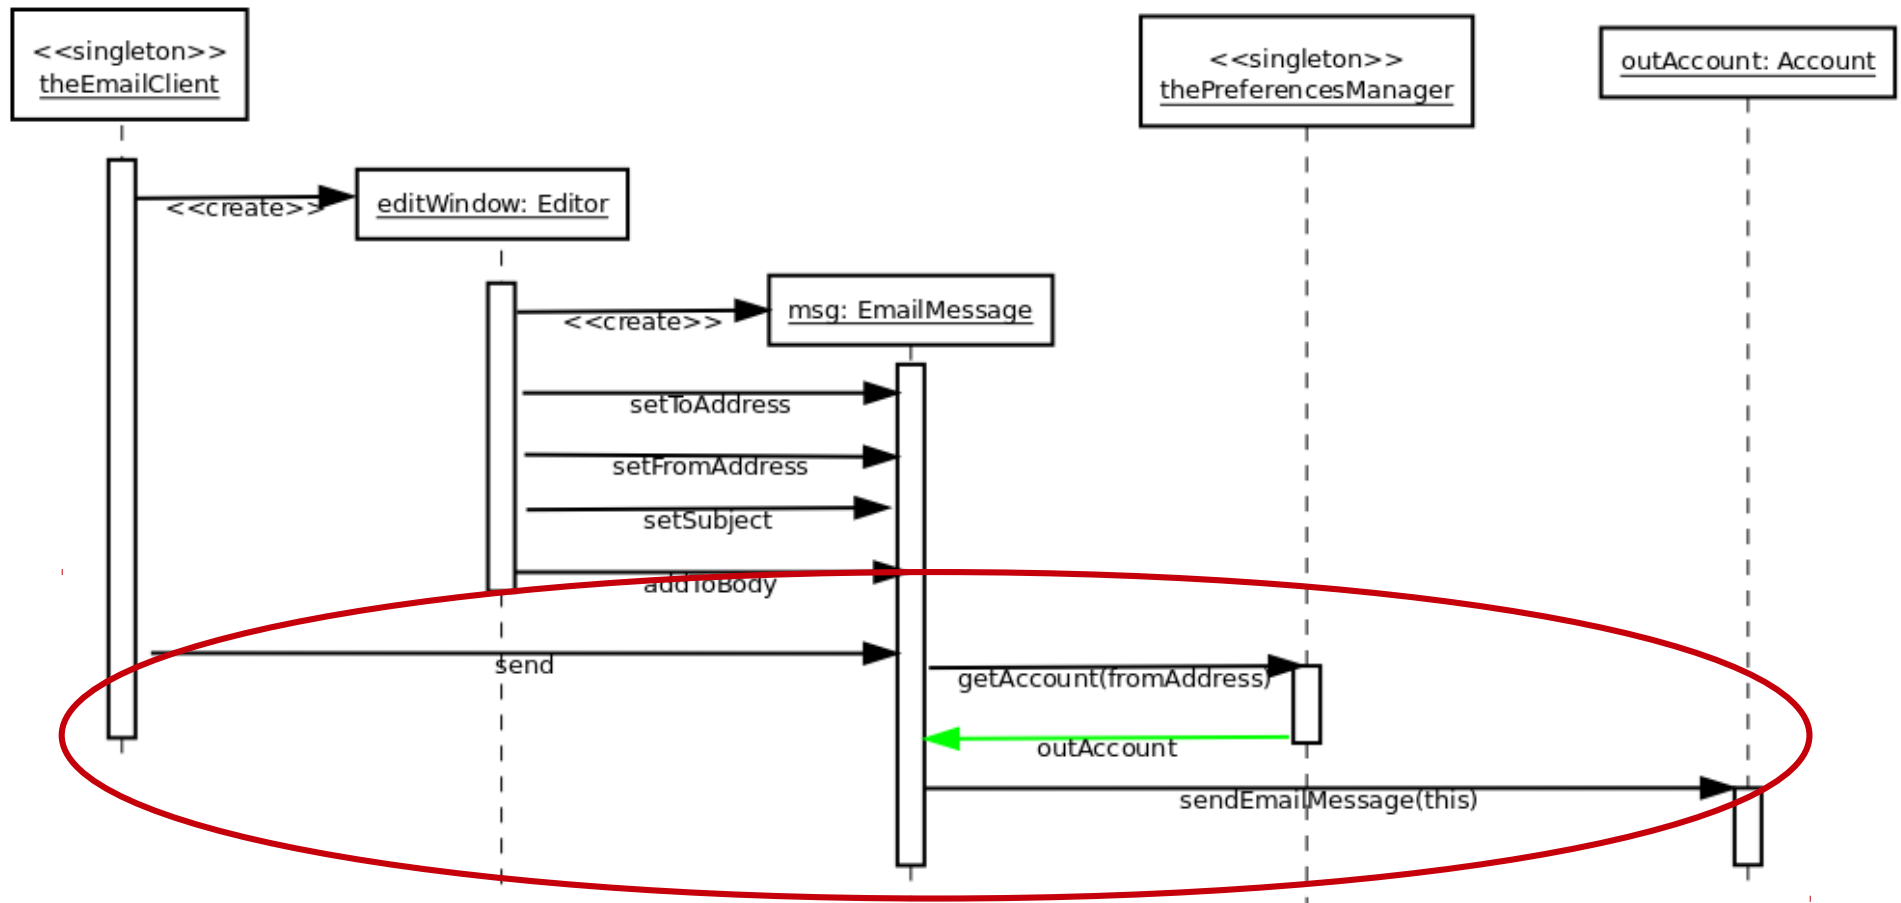 <<singleton>>
theEmailClient
<<singleton>>
thePreferencesManager
outAccount: Account
<<create>>
editWindow: Editor
<<create>>
msg: EmailMessage
setToAddress
setFromAddress
setSubject
addToBody
send
getAccount(fromAddress)
outAccount
sendEmailMessage(this)